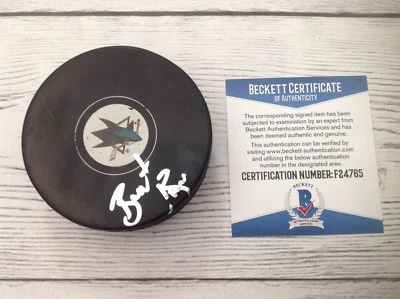 Brent
BECKETT CERTIFICATE
OF AUTHENTICITY
The corresponding signed item has been
subjected to examination by an expert from
Beckett Authentication Services and has
been deemed authentic and genuine.
This authentication can be verified by visiting
www.beckett-authentication.com
and utilizing the below authentication number
in the designated area.
CERTIFICATION NUMBER:F24765
BECKETT